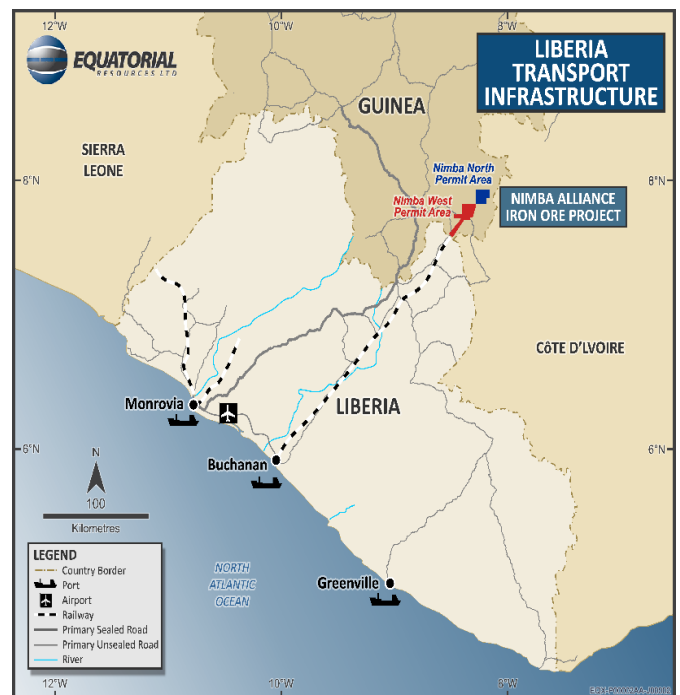 12°W
10°W
8°W
EQUATORIAL
RESOURCES LTD
LIBERIA
TRANSPORT
INFRASTRUCTURE
GUINEA
SIERRA
LEONE
8°N
8°N
Nimba North
Permit Area
Nimba West
Permit Area
NIMBA ALLIANCE
IRON ORE PROJECT
CÔTE D'LVOIRE
Monrovia
LIBERIA
6°N
6°N
Buchanan
N
100
Kilometres
LEGEND
Country Border
Port
Airport
Railway
Primary Sealed Road
Primary Unsealed Road
River
NORTH
ATLANTIC
OCEAN
Greenville
12°W
10°W
8°W